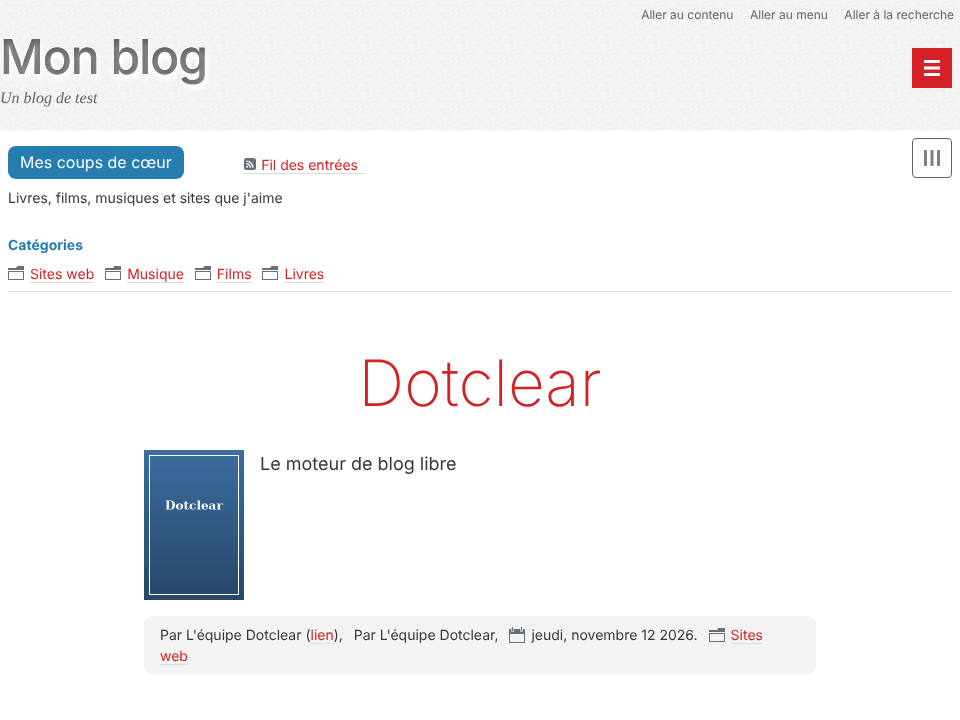 Aller au contenu Aller au menu Aller à la recherche
Mon blog
Un blog de test
Mes coups de cœur Fil des entrées
Livres, films, musiques et sites que j'aime
Catégories
Sites web Musique Films Livres
Dotclear
Dotclear
Le moteur de blog libre
Par L'équipe Dotclear (lien), Par L'équipe Dotclear, jeudi, novembre 12 2026. Sites
web